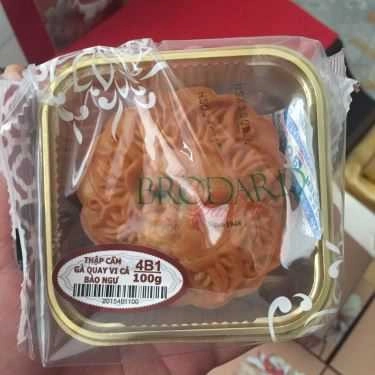 BRODARD
THẬP CẨM
GÀ QUAY VI CÁ
BÀO NGƯ
4B1
100g
2015481100